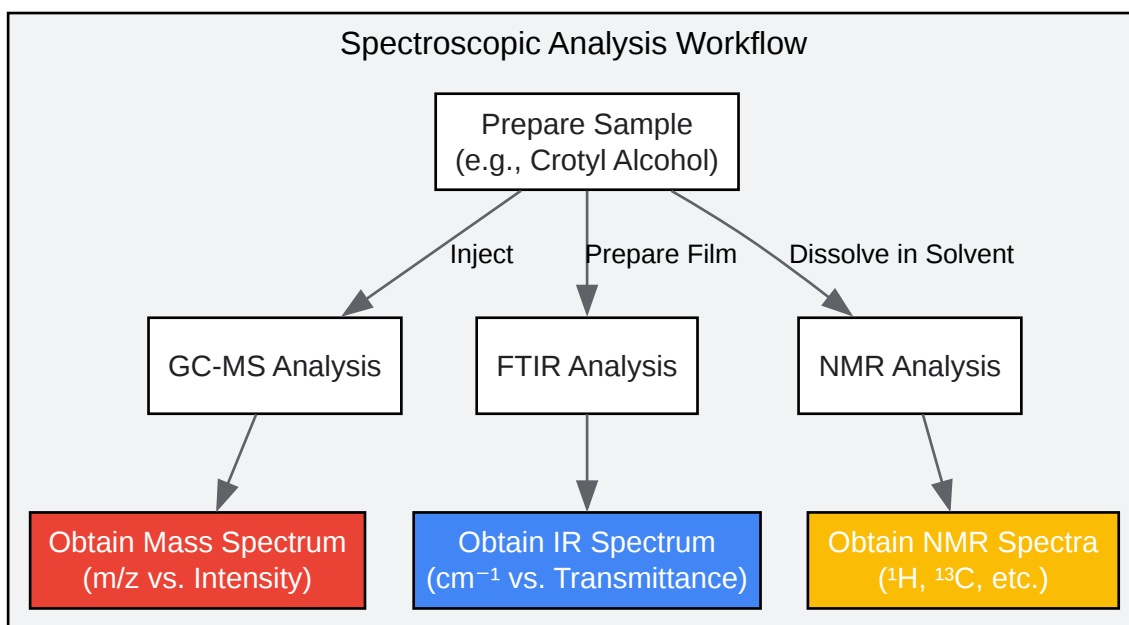 Spectroscopic Analysis Workflow
Prepare Sample
(e.g., Crotyl Alcohol)
Inject
Prepare Film
Dissolve in Solvent
GC-MS Analysis
FTIR Analysis
NMR Analysis
Obtain Mass Spectrum
(m/z vs. Intensity)
Obtain IR Spectrum
(cm⁻¹ vs. Transmittance)
Obtain NMR Spectra
(¹H, ¹³C, etc.)